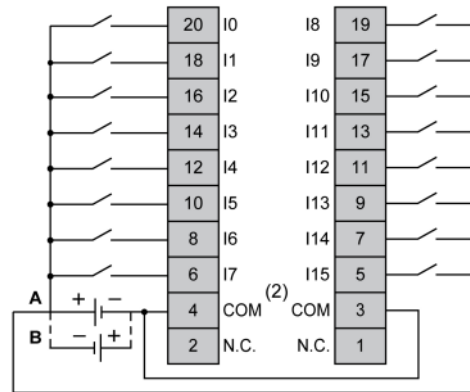 20 I0 I8 19
18 I1 I9 17
16 I2 I10 15
14 I3 I11 13
12 I4 I12 11
10 I5 I13 9
8 I6 I14 7
6 I7 I15 5
(2)
A + − 4 COM COM 3
B − + 2 N.C. N.C. 1